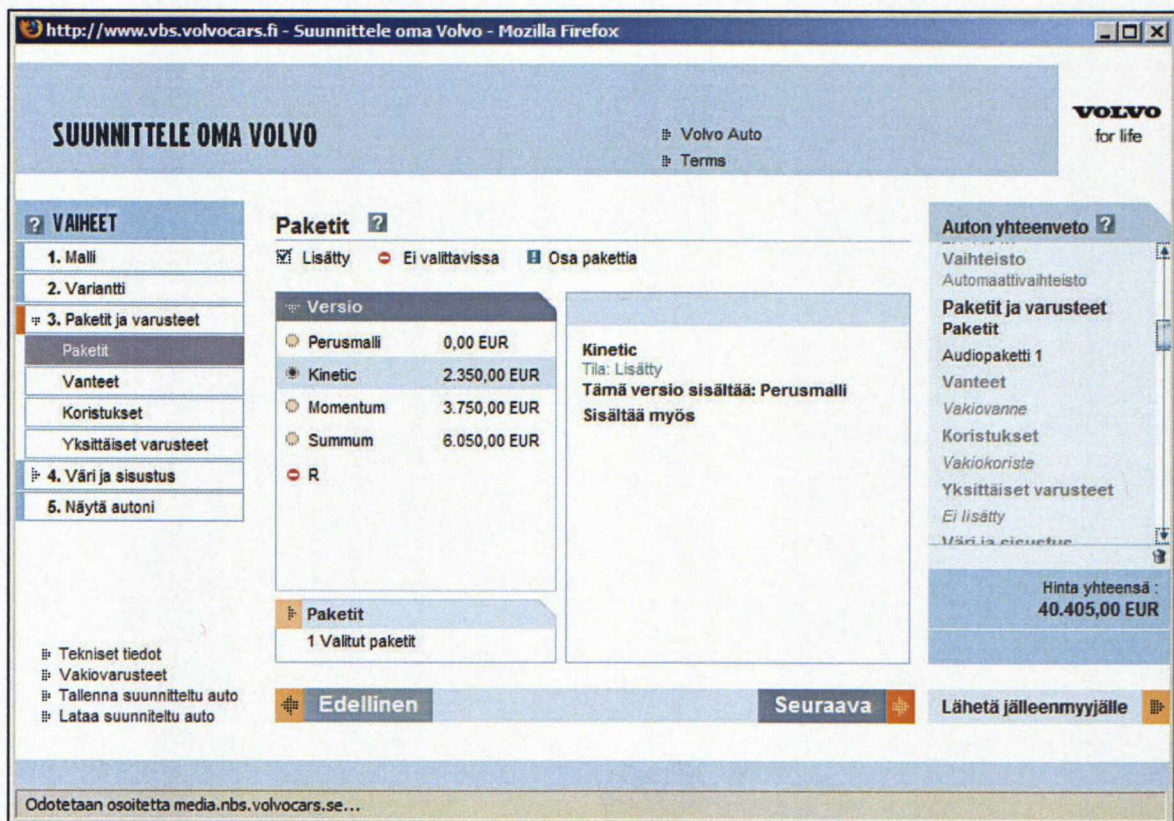 http://www.vbs.volvocars.fi - Suunnittele oma Volvo - Mozilla Firefox
SUUNNITTELE OMA VOLVO
Volvo Auto
Terms
VOLVO
for life
? VAIHEET
1. Malli
2. Variantti
3. Paketit ja varusteet
Paketit
Vanteet
Koristukset
Yksittäiset varusteet
4. Väri ja sisustus
5. Näytä autoni
Tekniset tiedot
Vakiovarusteet
Tallenna suunnitteltu auto
Lataa suunniteltu auto
Paketit ?
Lisätty Ei valittavissa Osa pakettia
Versio
Perusmalli 0,00 EUR
Kinetic 2.350,00 EUR
Momentum 3.750,00 EUR
Summum 6.050,00 EUR
R
Paketit
1 Valitut paketit
Kinetic
Tila: Lisätty
Tämä versio sisältää: Perusmalli
Sisältää myös
Edellinen
Seuraava
Auton yhteenveto ?
Vaihteisto
Automaattivaihteisto
Paketit ja varusteet
Paketit
Audiopaketti 1
Vanteet
Vakiovanne
Koristukset
Vakiokoriste
Yksittäiset varusteet
Ei lisätty
Väri ja sisustus
Hinta yhteensä :
40.405,00 EUR
Lähetä jälleenmyyjälle
Odotetaan osoitetta media.nbs.volvocars.se...